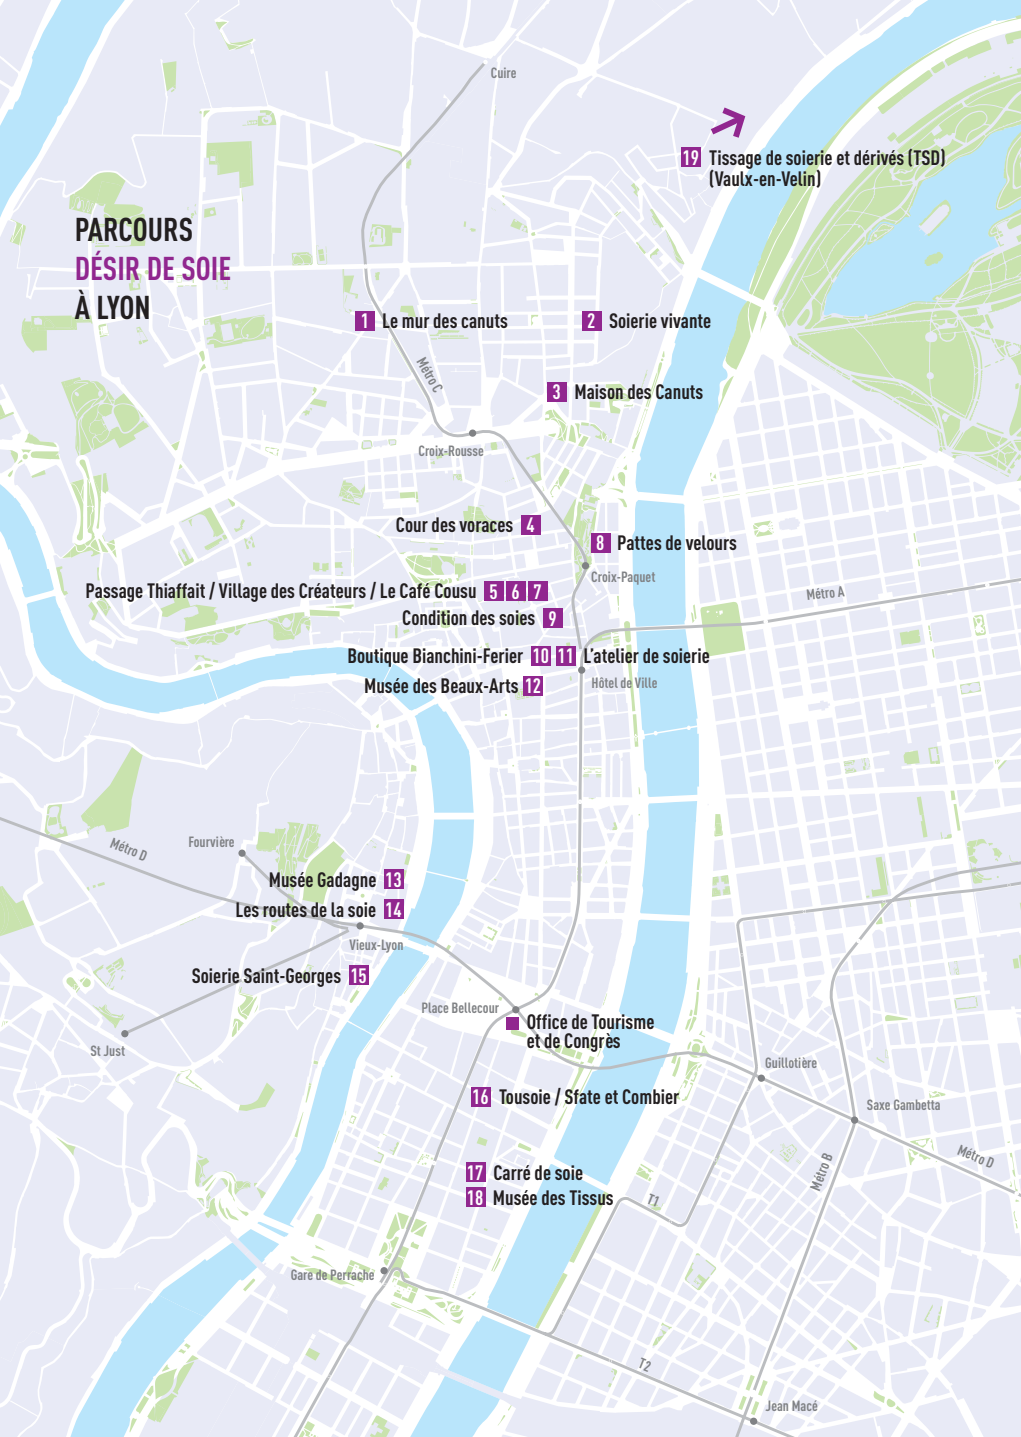 Cuire
19 Tissage de soierie et dérivés (TSD)
(Vaulx-en-Velin)
PARCOURS
DÉSIR DE SOIE
À LYON
1 Le mur des canuts
2 Soierie vivante
Métro C
3 Maison des Canuts
Croix-Rousse
Cour des voraces 4
8 Pattes de velours
Croix-Paquet
Passage Thiaffait / Village des Créateurs / Le Café Cousu 5 6 7
Métro A
Condition des soies 9
Boutique Bianchini-Ferier 10 11 L'atelier de soierie
Musée des Beaux-Arts 12
Hôtel de Ville
Fourvière
Métro D
Musée Gadagne 13
Les routes de la soie 14
Vieux-Lyon
Soierie Saint-Georges 15
Place Bellecour
Office de Tourisme
et de Congrès
St Just
Guillotière
16 Tousoie / Sfate et Combier
Saxe Gambetta
Métro D
Métro B
17 Carré de soie
18 Musée des Tissus
T1
Gare de Perrache
T2
Jean Macé